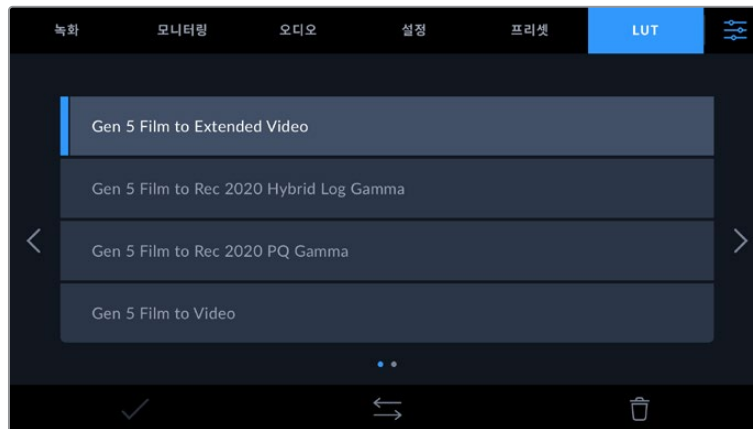 녹화 모니터링 오디오 설정 프리셋 LUT
Gen 5 Film to Extended Video
Gen 5 Film to Rec 2020 Hybrid Log Gamma
Gen 5 Film to Rec 2020 PQ Gamma
Gen 5 Film to Video